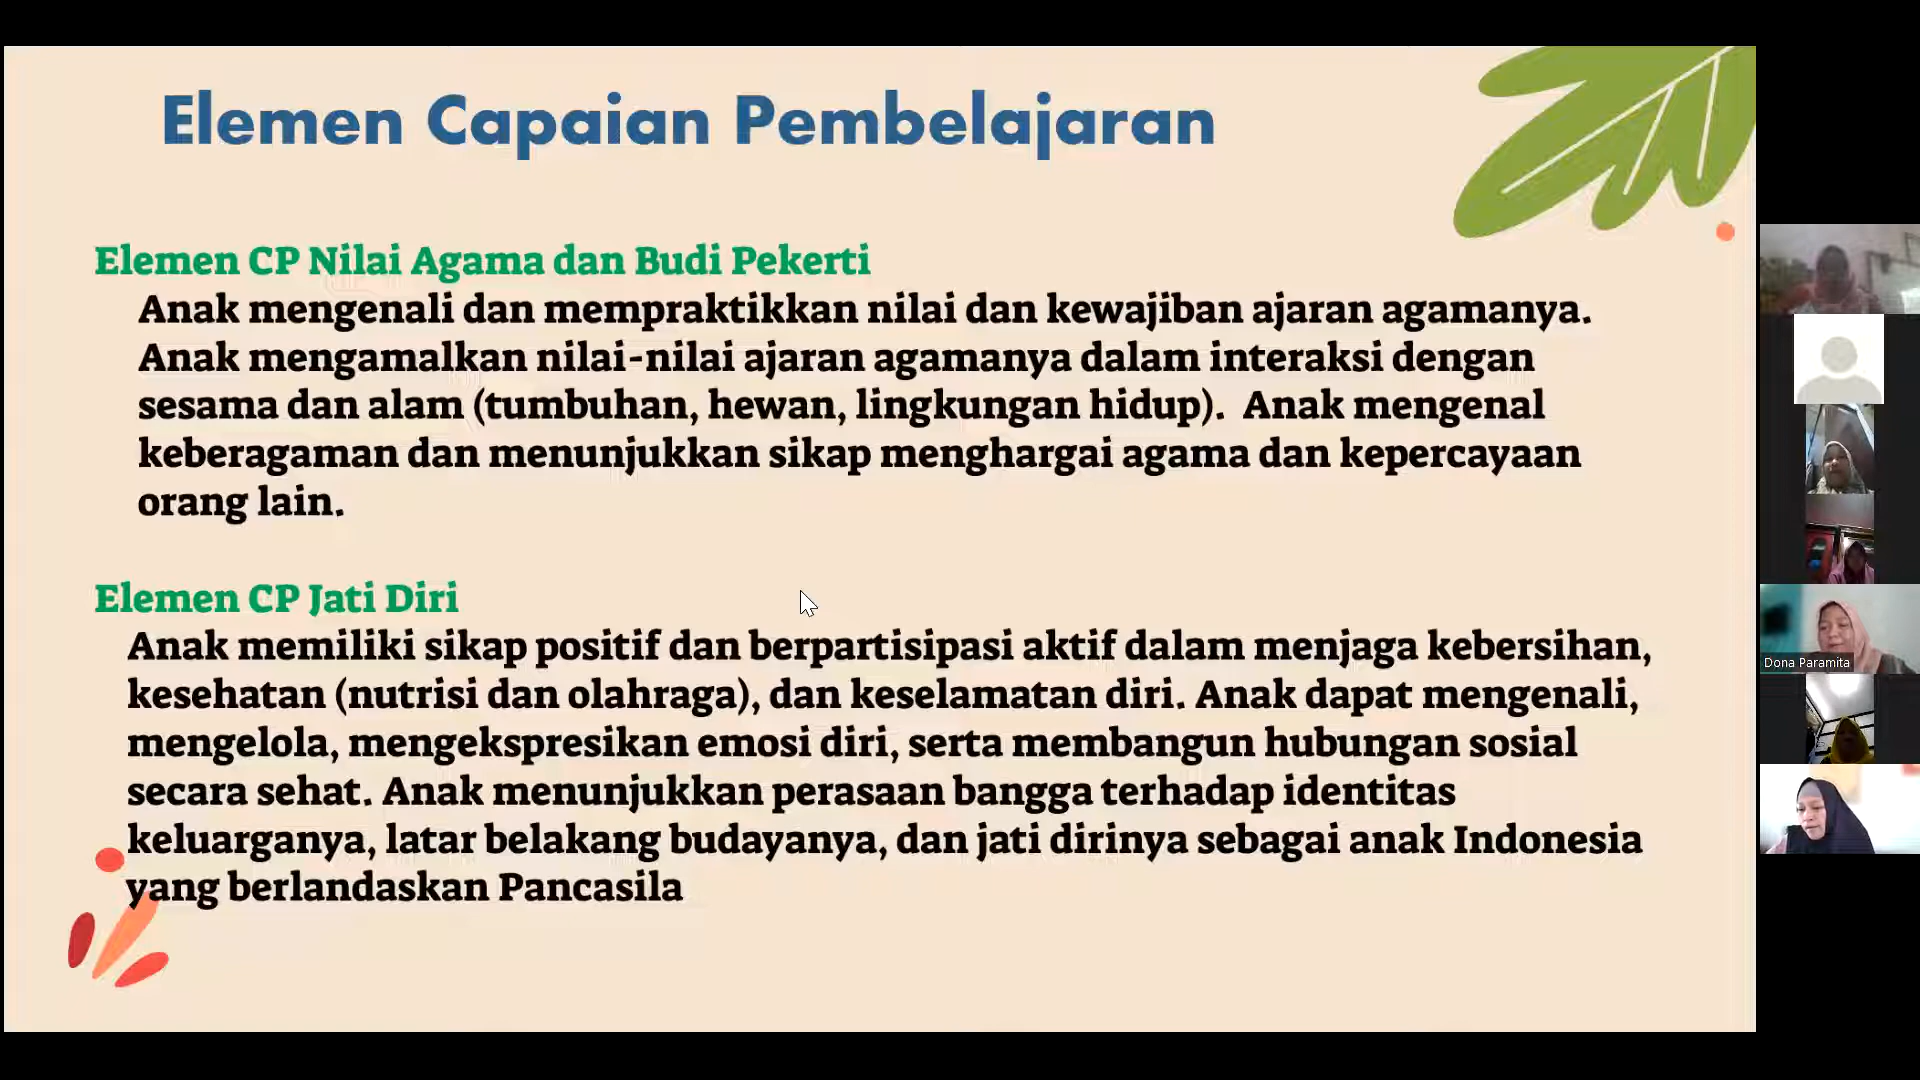 Elemen Capaian Pembelajaran
Elemen CP Nilai Agama dan Budi Pekerti
Anak mengenali dan mempraktikkan nilai dan kewajiban ajaran agamanya.
Anak mengamalkan nilai-nilai ajaran agamanya dalam interaksi dengan
sesama dan alam (tumbuhan, hewan, lingkungan hidup).  Anak mengenal
keberagaman dan menunjukkan sikap menghargai agama dan kepercayaan
orang lain.
Elemen CP Jati Diri
Anak memiliki sikap positif dan berpartisipasi aktif dalam menjaga kebersihan,
kesehatan (nutrisi dan olahraga), dan keselamatan diri. Anak dapat mengenali,
mengelola, mengekspresikan emosi diri, serta membangun hubungan sosial
secara sehat. Anak menunjukkan perasaan bangga terhadap identitas
keluarganya, latar belakang budayanya, dan jati dirinya sebagai anak Indonesia
yang berlandaskan Pancasila
Dona Paramita